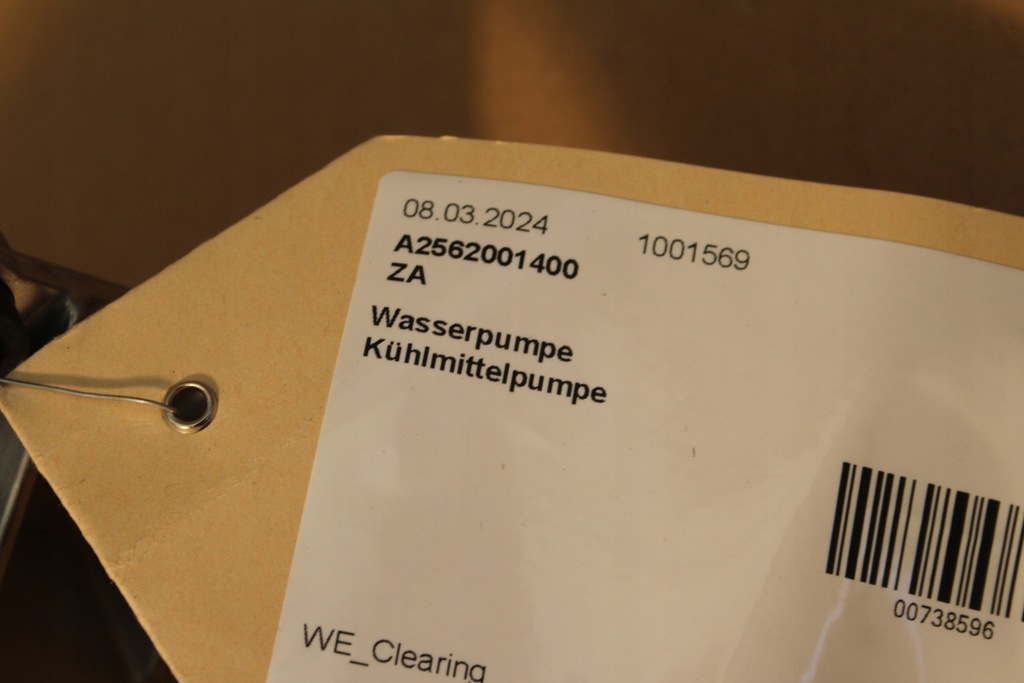 08.03.2024 1001569
A2562001400
ZA
Wasserpumpe
Kühlmittelpumpe
00738596
WE_Clearing